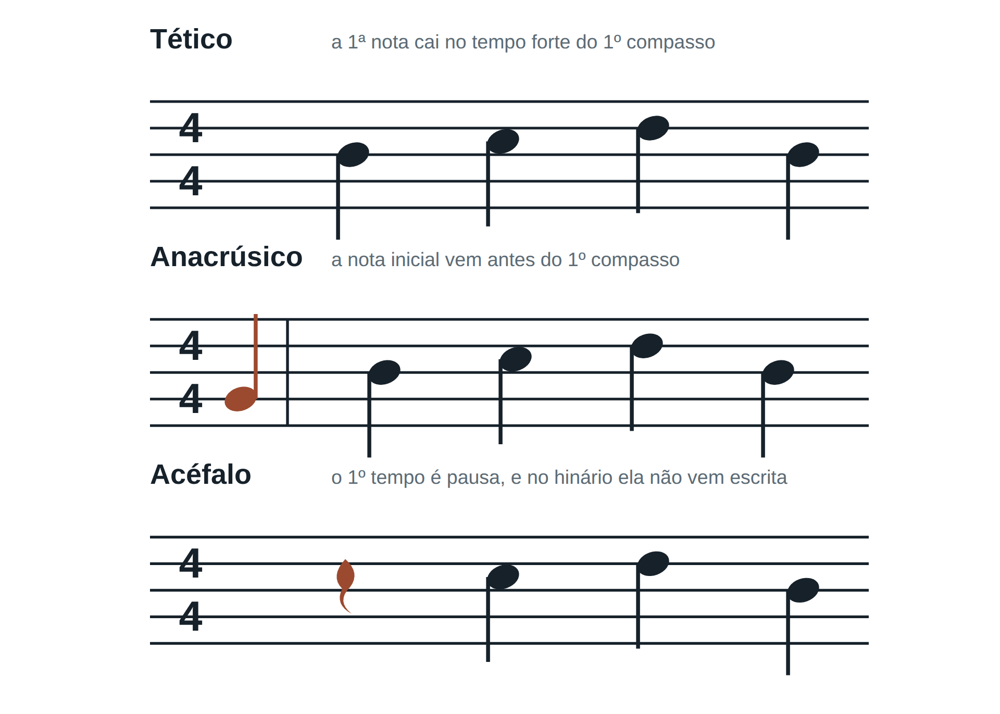 Tético a 1ª nota cai no tempo forte do 1º compasso
4
4
Anacrúsico a nota inicial vem antes do 1º compasso
4
4
Acéfalo o 1º tempo é pausa, e no hinário ela não vem escrita
4
4